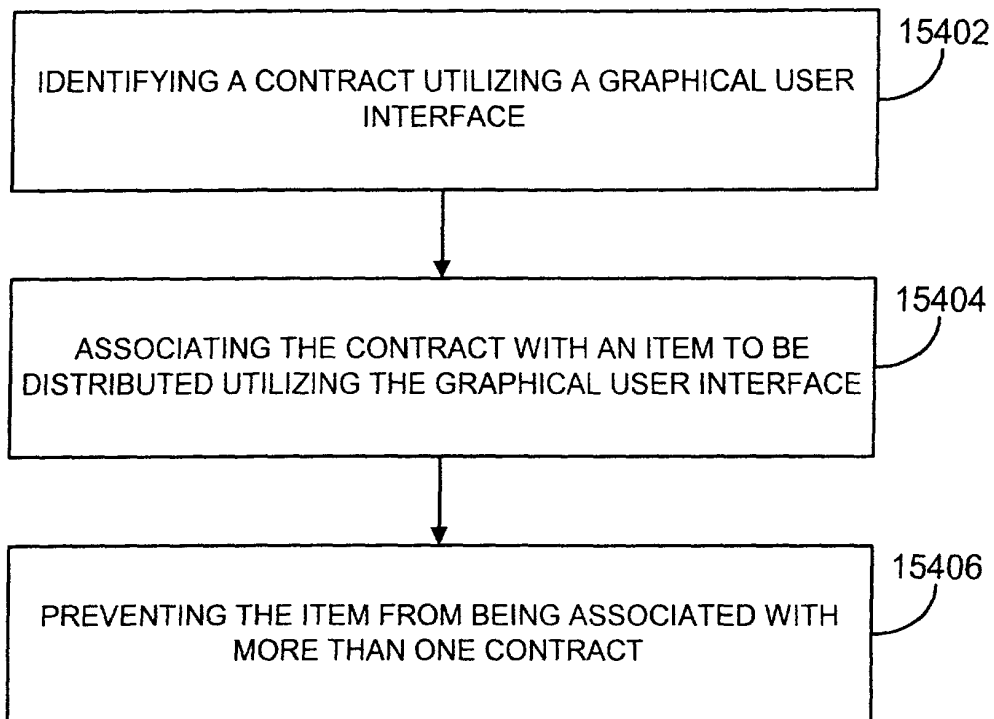 15402
IDENTIFYING A CONTRACT UTILIZING A GRAPHICAL USER
INTERFACE
15404
ASSOCIATING THE CONTRACT WITH AN ITEM TO BE
DISTRIBUTED UTILIZING THE GRAPHICAL USER INTERFACE
15406
PREVENTING THE ITEM FROM BEING ASSOCIATED WITH
MORE THAN ONE CONTRACT